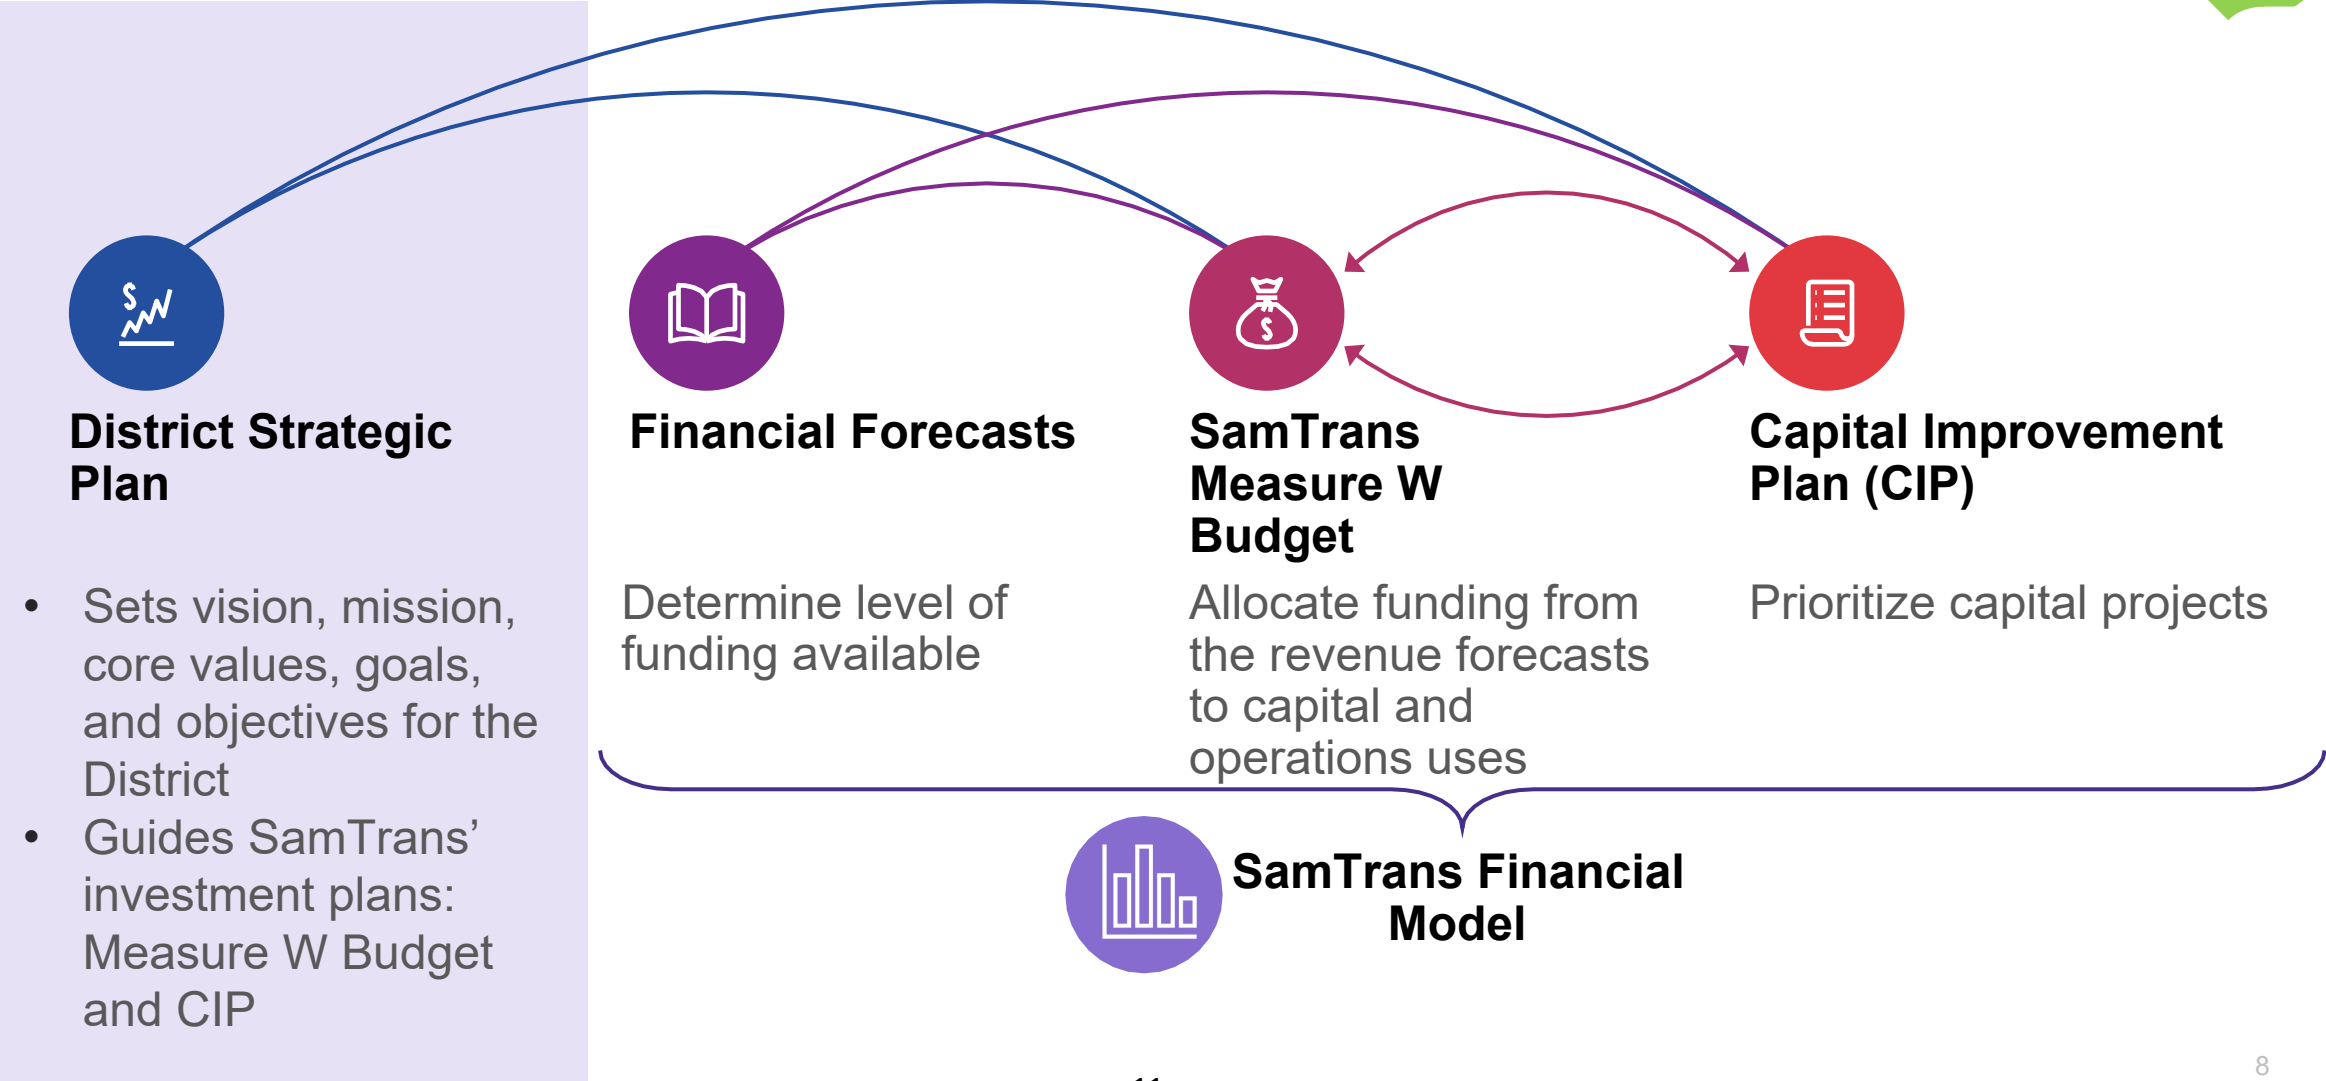 District Strategic
Plan
• Sets vision, mission,
core values, goals,
and objectives for the
District
• Guides SamTrans’
investment plans:
Measure W Budget
and CIP
Financial Forecasts
Determine level of
funding available
SamTrans
Measure W
Budget
Allocate funding from
the revenue forecasts
to capital and
operations uses
Capital Improvement
Plan (CIP)
Prioritize capital projects
SamTrans Financial
Model
8